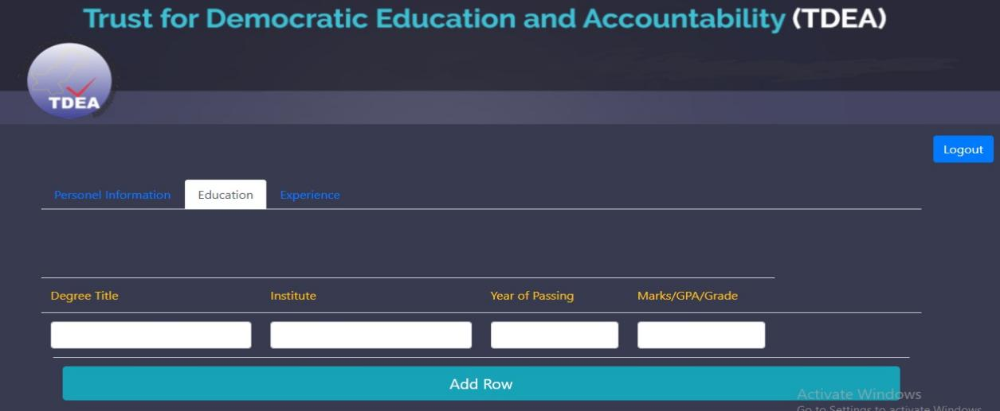 Trust for Democratic Education and Accountability (TDEA)
TDEA
Logout
Personel Information Education Experience
Degree Title Institute Year of Passing Marks/GPA/Grade
Add Row
Activate Windows
Go to Settings to activate Windows.